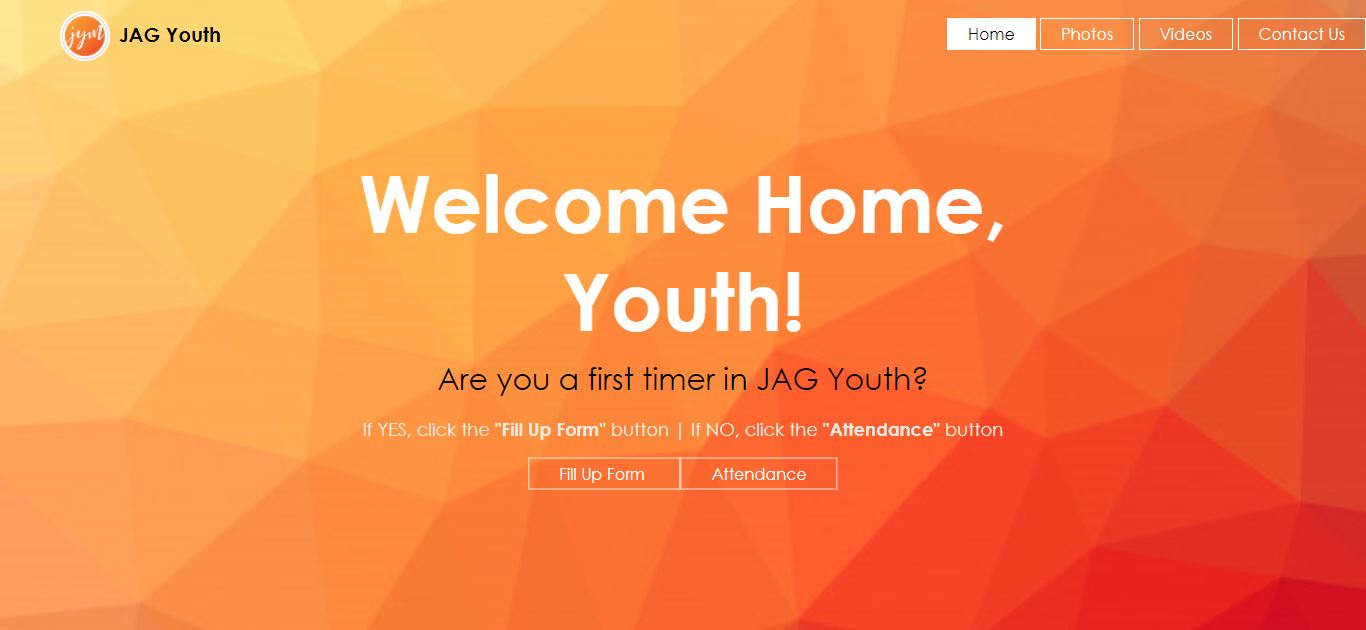 jym JAG Youth
Home Photos Videos Contact Us
Welcome Home,
Youth!
Are you a first timer in JAG Youth?
If YES, click the "Fill Up Form" button | If NO, click the "Attendance" button
Fill Up Form Attendance